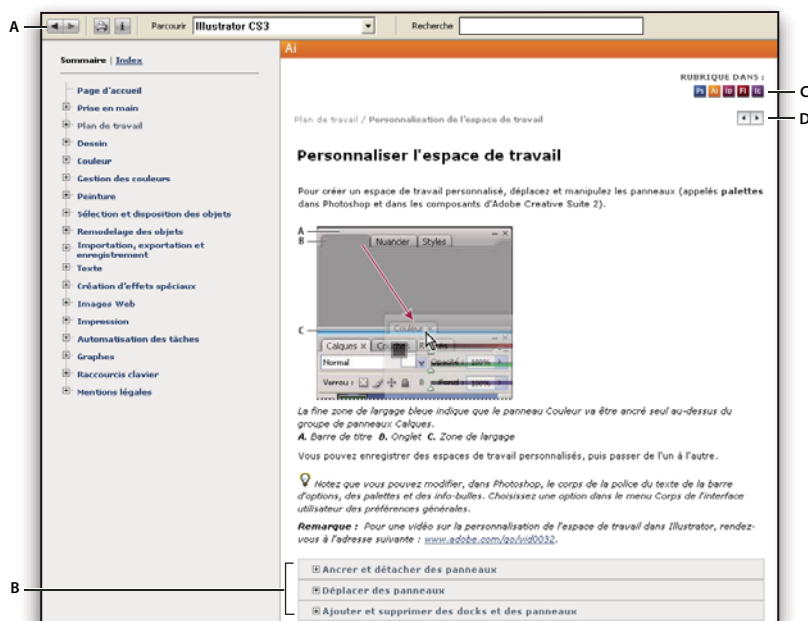 A
Parcourir Illustrator CS3 Recherche
Sommaire | Index
Page d'accueil
Prise en main
Plan de travail
Dessin
Couleur
Gestion des couleurs
Peinture
Sélection et disposition des objets
Remodelage des objets
Importation, exportation et
enregistrement
Texte
Création d'effets spéciaux
Images Web
Impression
Automatisation des tâches
Graphes
Raccourcis clavier
Mentions légales
Ai
RUBRIQUE DANS :
Ps Ai ID Fl Ic
C
D
Plan de travail / Personnalisation de l'espace de travail
Personnaliser l'espace de travail
Pour créer un espace de travail personnalisé, déplacez et manipulez les panneaux (appelés palettes
dans Photoshop et dans les composants d'Adobe Creative Suite 2).
A
B
Nuancier Styles
C
Couleur x
Calques x
Normal Opacité : 100%
Verrou : Fond : 100%
La fine zone de largage bleue indique que le panneau Couleur va être ancré seul au-dessus du
groupe de panneaux Calques.
A. Barre de titre B. Onglet C. Zone de largage
Vous pouvez enregistrer des espaces de travail personnalisés, puis passer de l'un à l'autre.
Notez que vous pouvez modifier, dans Photoshop, le corps de la police du texte de la barre
d'options, des palettes et des info-bulles. Choisissez une option dans le menu Corps de l'interface
utilisateur des préférences générales.
Remarque : Pour une vidéo sur la personnalisation de l'espace de travail dans Illustrator, rendez-
vous à l'adresse suivante : www.adobe.com/go/vid0032.
B
Ancrer et détacher des panneaux
Déplacer des panneaux
Ajouter et supprimer des docks et des panneaux